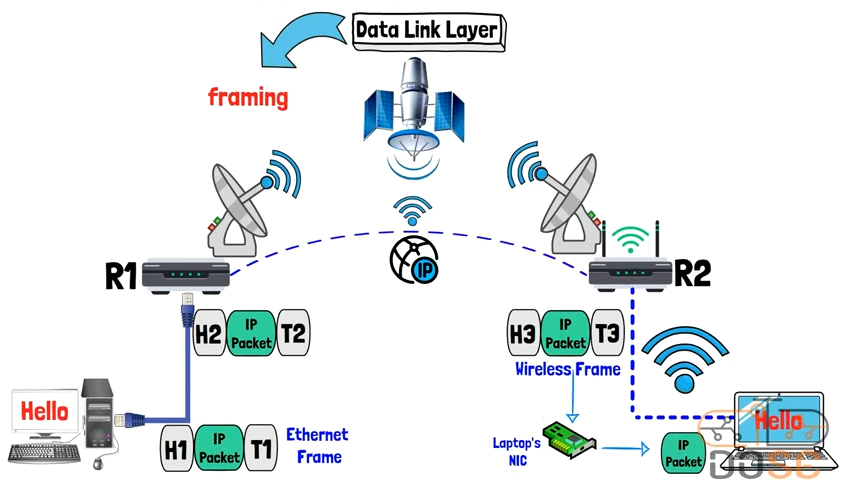 Data Link Layer
framing
IP
R1
R2
H2
IP
Packet
T2
H3
IP
Packet
T3
Wireless Frame
Hello
H1
IP
Packet
T1
Ethernet
Frame
Laptop's
NIC
IP
Packet
Hello